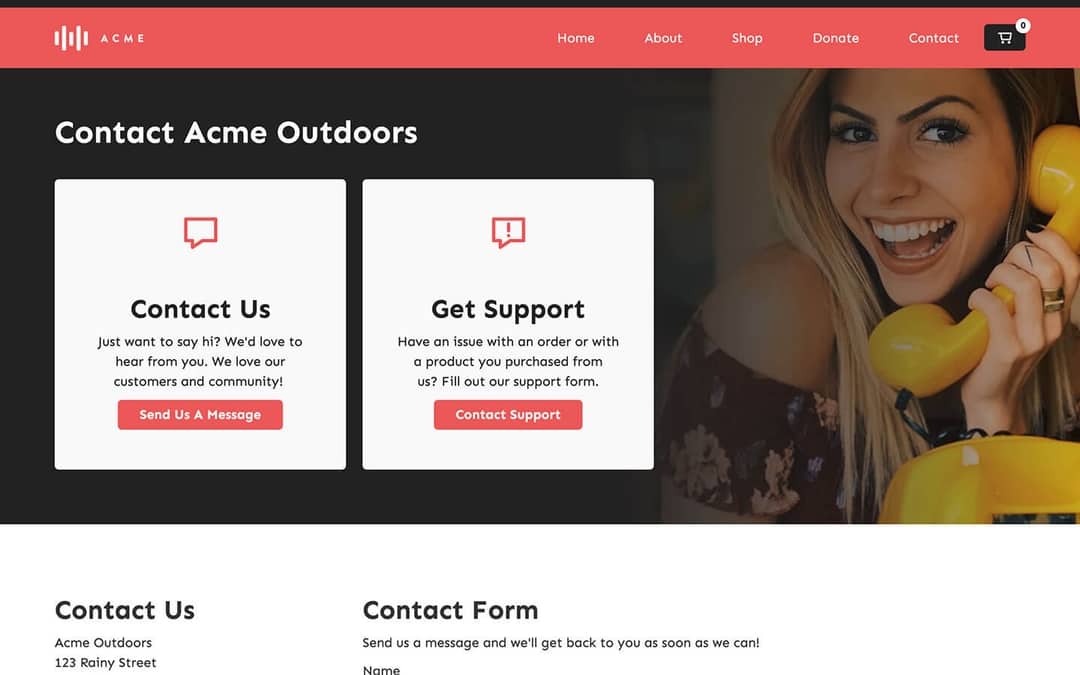 ACME
Home
About
Shop
Donate
Contact
0
Contact Acme Outdoors
Contact Us
Just want to say hi? We'd love to
hear from you. We love our
customers and community!
Send Us A Message
Get Support
Have an issue with an order or with
a product you purchased from
us? Fill out our support form.
Contact Support
Contact Us
Acme Outdoors
123 Rainy Street
Contact Form
Send us a message and we'll get back to you as soon as we can!
Name